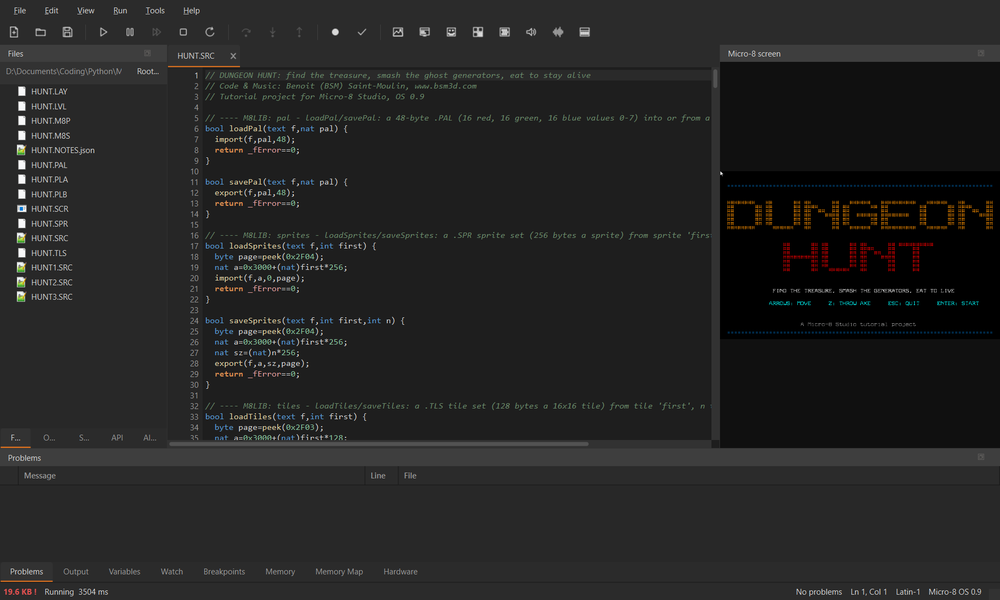 File Edit View Run Tools Help
Files
HUNT.SRC
Micro-8 screen
D:\Documents\Coding\Python\M Root...
HUNT.LAY
HUNT.LVL
HUNT.M8P
HUNT.M8S
HUNT.NOTES.json
HUNT.PAL
HUNT.PLA
HUNT.PLB
HUNT.SCR
HUNT.SPR
HUNT.SRC
HUNT.TLS
HUNT1.SRC
HUNT2.SRC
HUNT3.SRC
F... O... S... API AI...
1 // DUNGEON HUNT: find the treasure, smash the ghost generators, eat to stay alive
2 // Code & Music: Benoit (BSM) Saint-Moulin, www.bsm3d.com
3 // Tutorial project for Micro-8 Studio, OS 0.9
4
5 // ---- M8LIB: pal - loadPal/savePal: a 48-byte .PAL (16 red, 16 green, 16 blue values 0-7) into or from a
6 bool loadPal(text f,nat pal) {
7 import(f,pal,48);
8 return _fError==0;
9 }
10
11 bool savePal(text f,nat pal) {
12 export(f,pal,48);
13 return _fError==0;
14 }
15
16 // ---- M8LIB: sprites - loadSprites/saveSprites: a .SPR sprite set (256 bytes a sprite) from sprite 'firs
17 bool loadSprites(text f,int first) {
18 byte page=peek(0x2F04);
19 nat a=0x3000+(nat)first*256;
20 import(f,a,0,page);
21 return _fError==0;
22 }
23
24 bool saveSprites(text f,int first,int n) {
25 byte page=peek(0x2F04);
26 nat a=0x3000+(nat)first*256;
27 nat sz=(nat)n*256;
28 export(f,a,sz,page);
29 return _fError==0;
30 }
31
32 // ---- M8LIB: tiles - loadTiles/saveTiles: a .TLS tile set (128 bytes a 16x16 tile) from tile 'first', n
33 bool loadTiles(text f,int first) {
34 byte page=peek(0x2F03);
35 nat a=0x3000+(nat)first*128;
DUNGEON
HUNT
FIND THE TREASURE, SMASH THE GENERATORS, EAT TO LIVE
ARROWS: MOVE Z: THROW AXE ESC: QUIT ENTER: START
A Micro-8 Studio tutorial project
Problems
Message Line File
Problems Output Variables Watch Breakpoints Memory Memory Map Hardware
19.6 KB ! Running 3504 ms No problems Ln 1, Col 1 Latin-1 Micro-8 OS 0.9